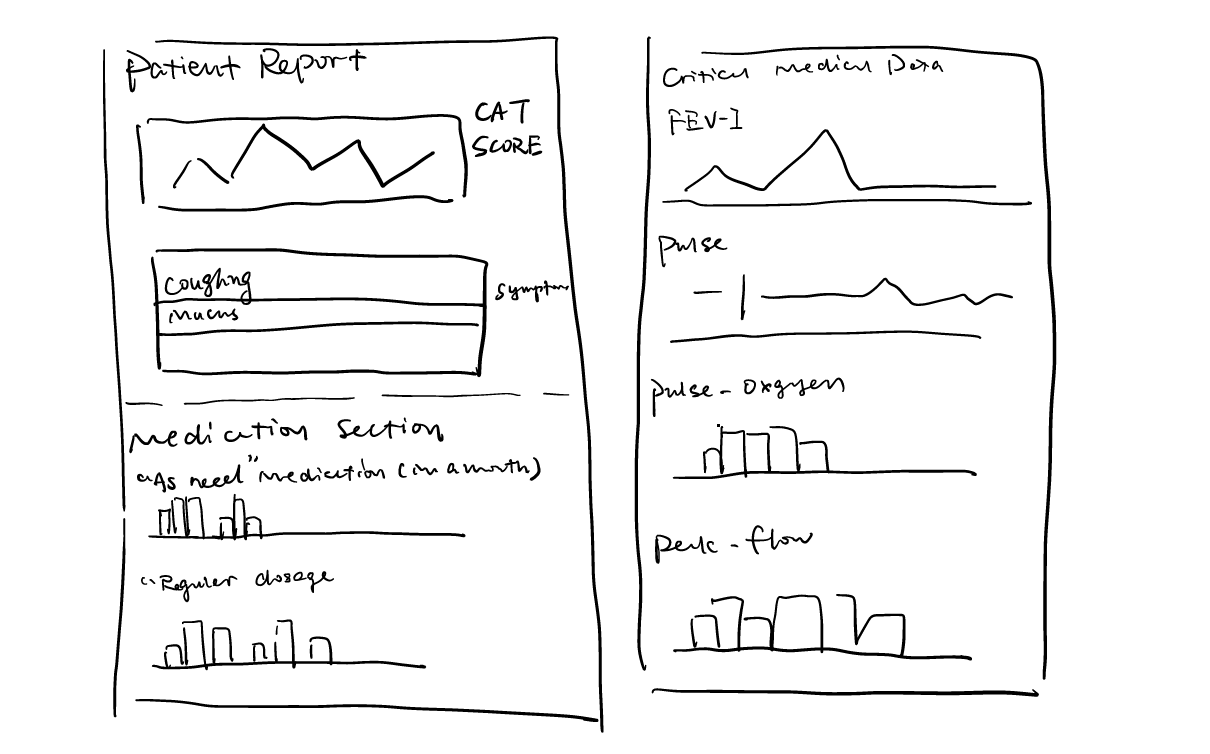 Patient Report
CAT
SCORE
Coughing
Mucus
Symptom
Medication Section
"As need" medication (in a month)
"Regular dosage
Critical Medical Data
FEV-1
Pulse
Pulse-Oxgyen
Peak-flow